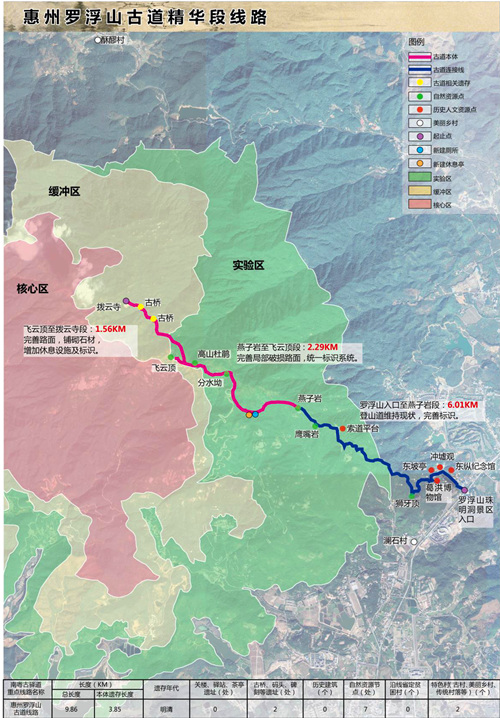 惠州罗浮山古道精华段线路
酥醪村
图例
古道本体
古道连接线
古道相关遗存
自然资源点
历史人文资源点
美丽乡村
起止点
新建厕所
新建休息亭
实验区
缓冲区
核心区
缓冲区
实验区
核心区
拨云寺
古桥
古桥
飞云顶至拨云寺段：1.56KM
完善路面，铺砌石材，
增加休息设施及标识。
高山杜鹃
燕子岩至飞云顶段：2.29KM
完善局部破损路面，统一标识系统。
飞云顶
分水坳
燕子岩
罗浮山入口至燕子岩段：6.01KM
登山道维持现状，完善标识。
鹰嘴岩
索道平台
冲墟观
东坡亭
东纵纪念馆
葛洪博
物馆
狮牙顶
罗浮山珠
明洞景区
入口
澜石村
南粤古驿道
重点线路名称
长度（KM）
总长度
本体遗存长度
遗存年代
关楼、驿站、茶亭
遗址（处）
古桥、码头、碑
刻等遗址（处）
历史建筑
（个）
自然资源节
点（处）
沿线省定贫
困村（个）
特色村、古村、美丽村、
传统村落等）（个）
惠州罗浮山
古道线路
9.86
3.85
明清
0
2
0
7
0
2